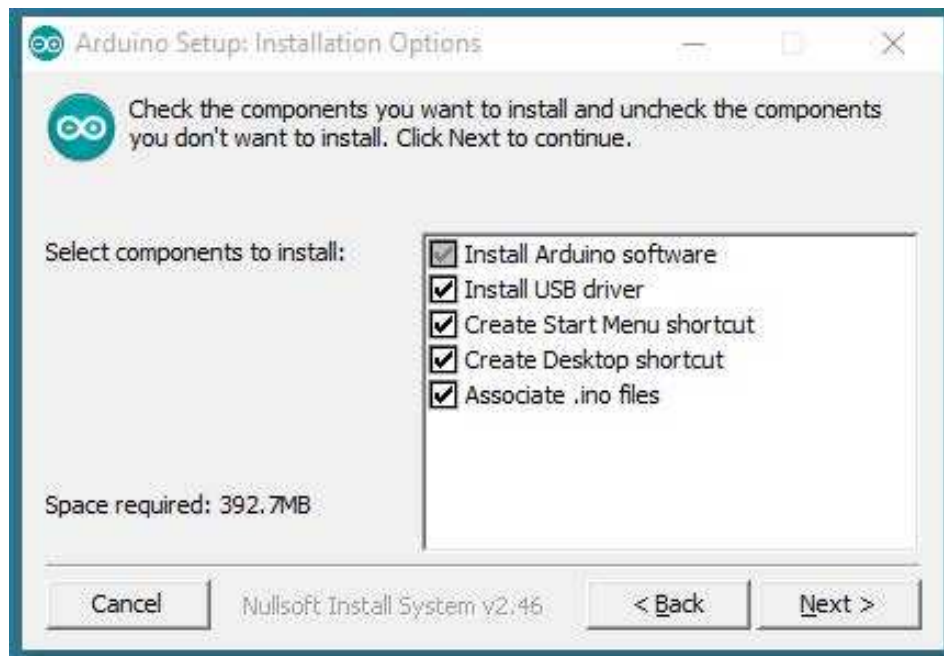 Arduino Setup: Installation Options
Check the components you want to install and uncheck the components
you don't want to install. Click Next to continue.
Select components to install:
Install Arduino software
Install USB driver
Create Start Menu shortcut
Create Desktop shortcut
Associate .ino files
Space required: 392.7MB
Cancel
Nullsoft Install System v2.46
< Back
Next >